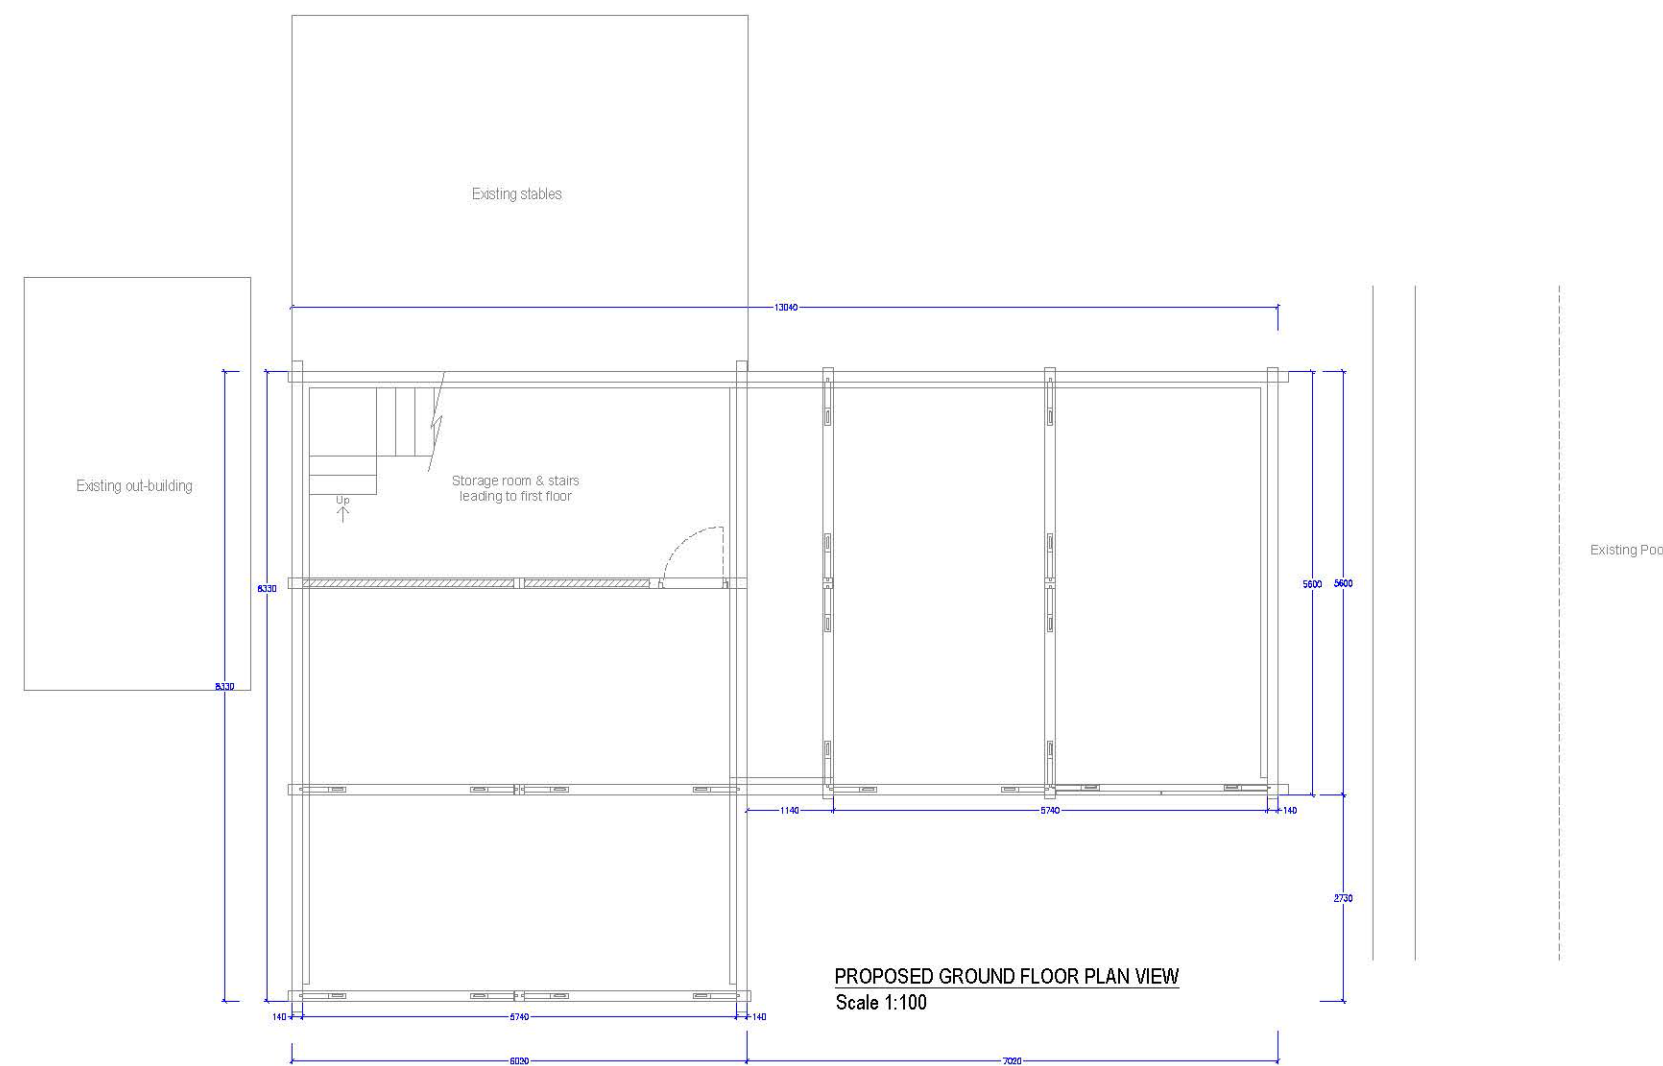 Existing stables
13040
Existing out-building
Storage room & stairs
leading to first floor
Up
Existing Poo
8330
5600
5600
8330
1140
5740
140
2730
PROPOSED GROUND FLOOR PLAN VIEW
Scale 1:100
140
5740
140
6020
7020